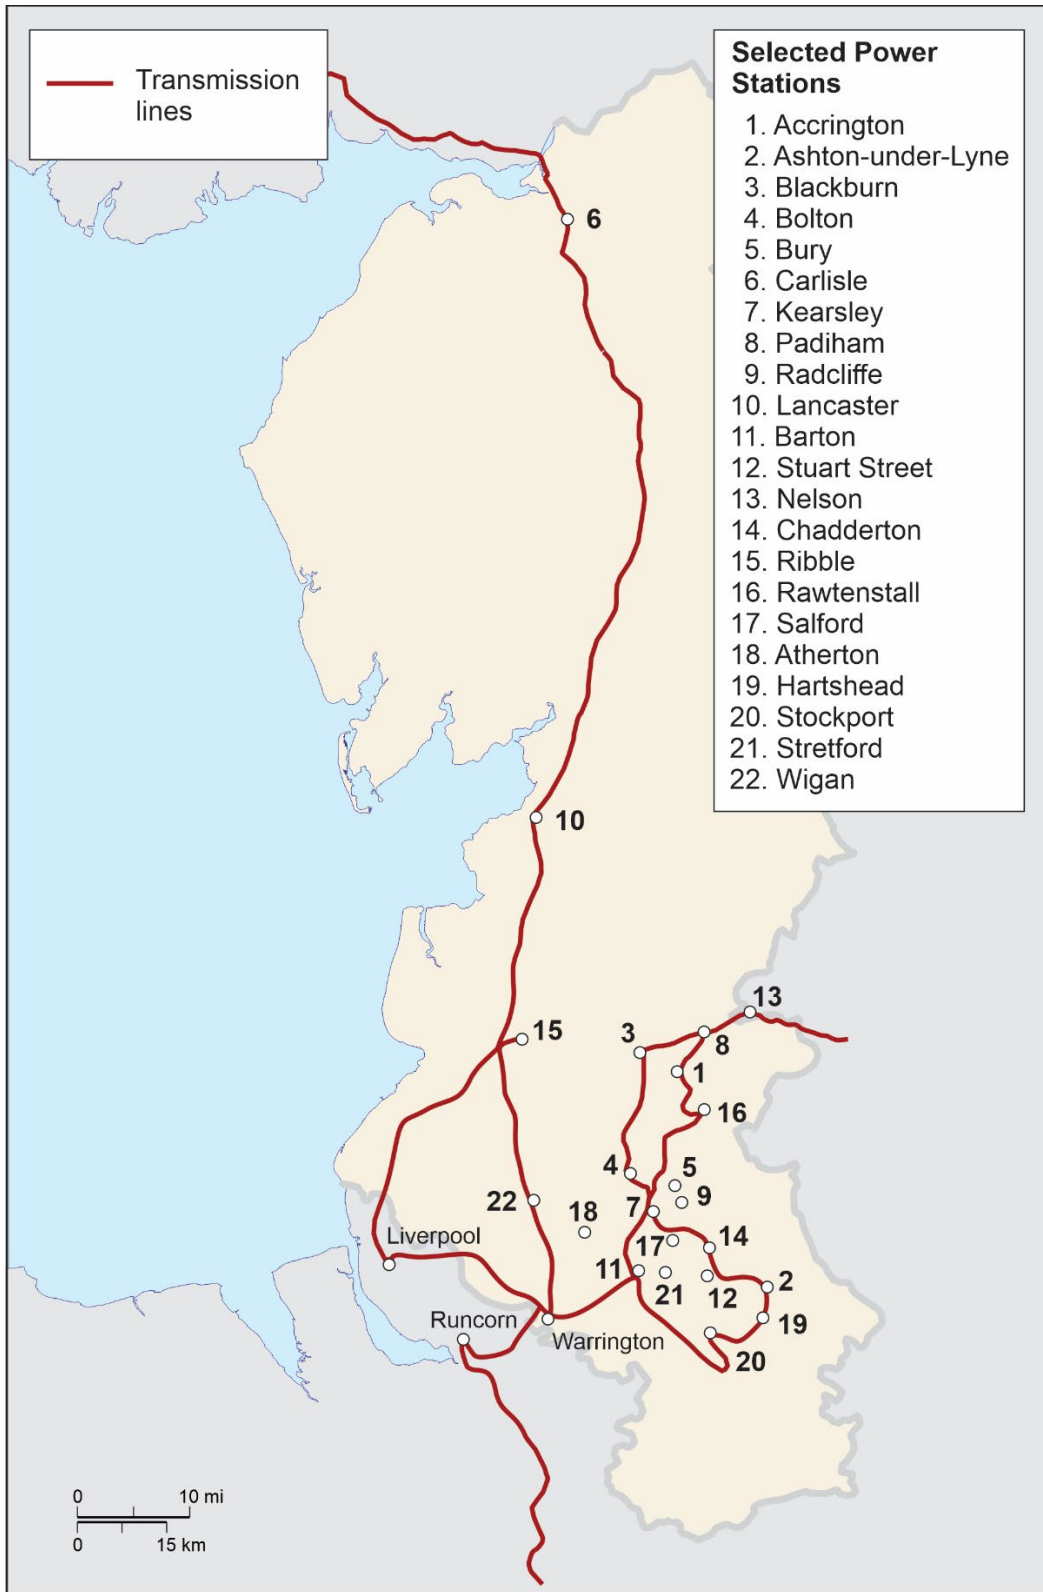 Transmission
lines
Selected Power
Stations
1. Accrington
2. Ashton-under-Lyne
3. Blackburn
4. Bolton
5. Bury
6. Carlisle
7. Kearsley
8. Padiham
9. Radcliffe
10. Lancaster
11. Barton
12. Stuart Street
13. Nelson
14. Chadderton
15. Ribble
16. Rawtenstall
17. Salford
18. Atherton
19. Hartshead
20. Stockport
21. Stretford
22. Wigan
6
10
13
15
3
8
1
16
4
5
22
9
7
18
17
14
Liverpool
11
21
12
2
Runcorn
Warrington
19
20
0 10 mi
0 15 km